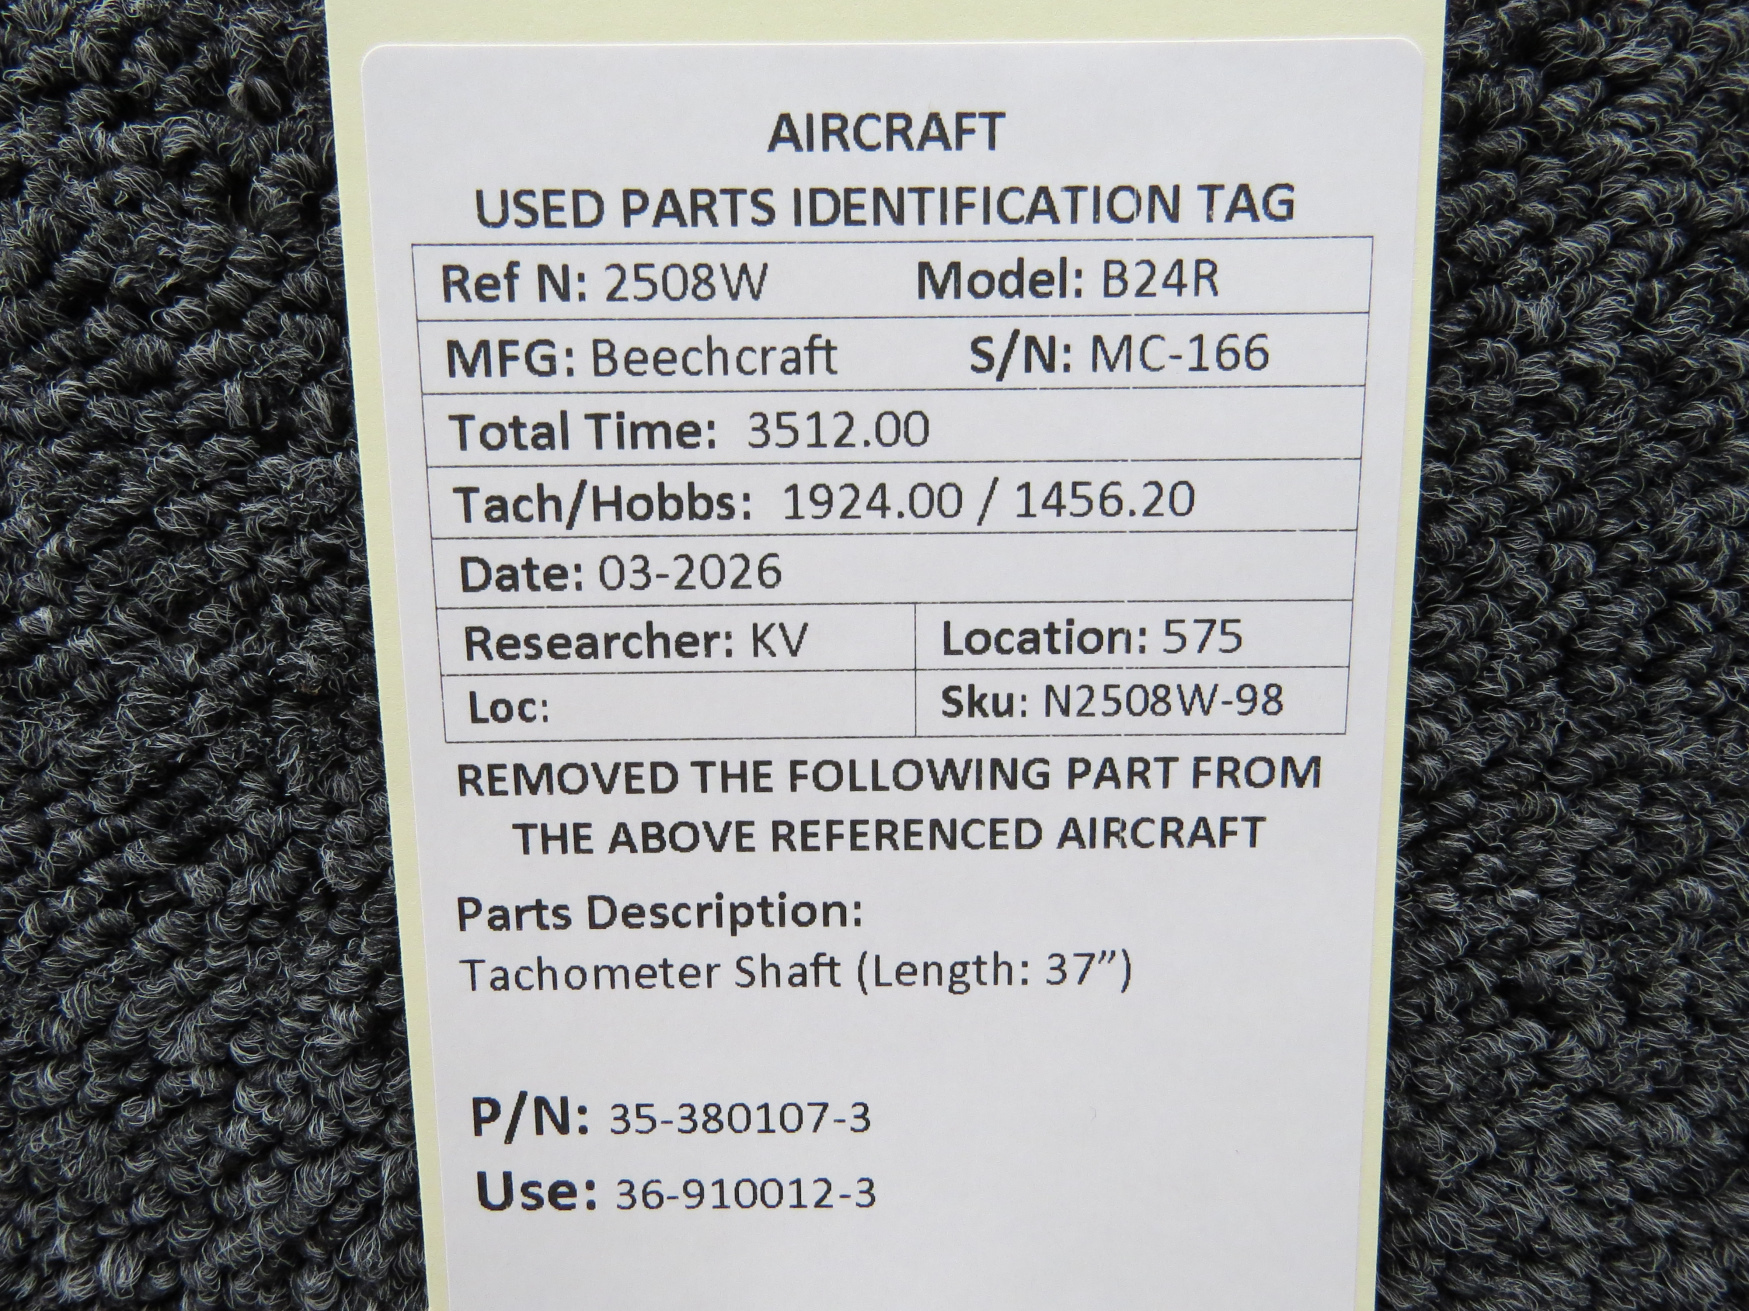 AIRCRAFT
USED PARTS IDENTIFICATION TAG
Ref N: 2508W Model: B24R
MFG: Beechcraft S/N: MC-166
Total Time: 3512.00
Tach/Hobbs: 1924.00 / 1456.20
Date: 03-2026
Researcher: KV Location: 575
Loc: Sku: N2508W-98
REMOVED THE FOLLOWING PART FROM
THE ABOVE REFERENCED AIRCRAFT
Parts Description:
Tachometer Shaft (Length: 37”)
P/N: 35-380107-3
Use: 36-910012-3